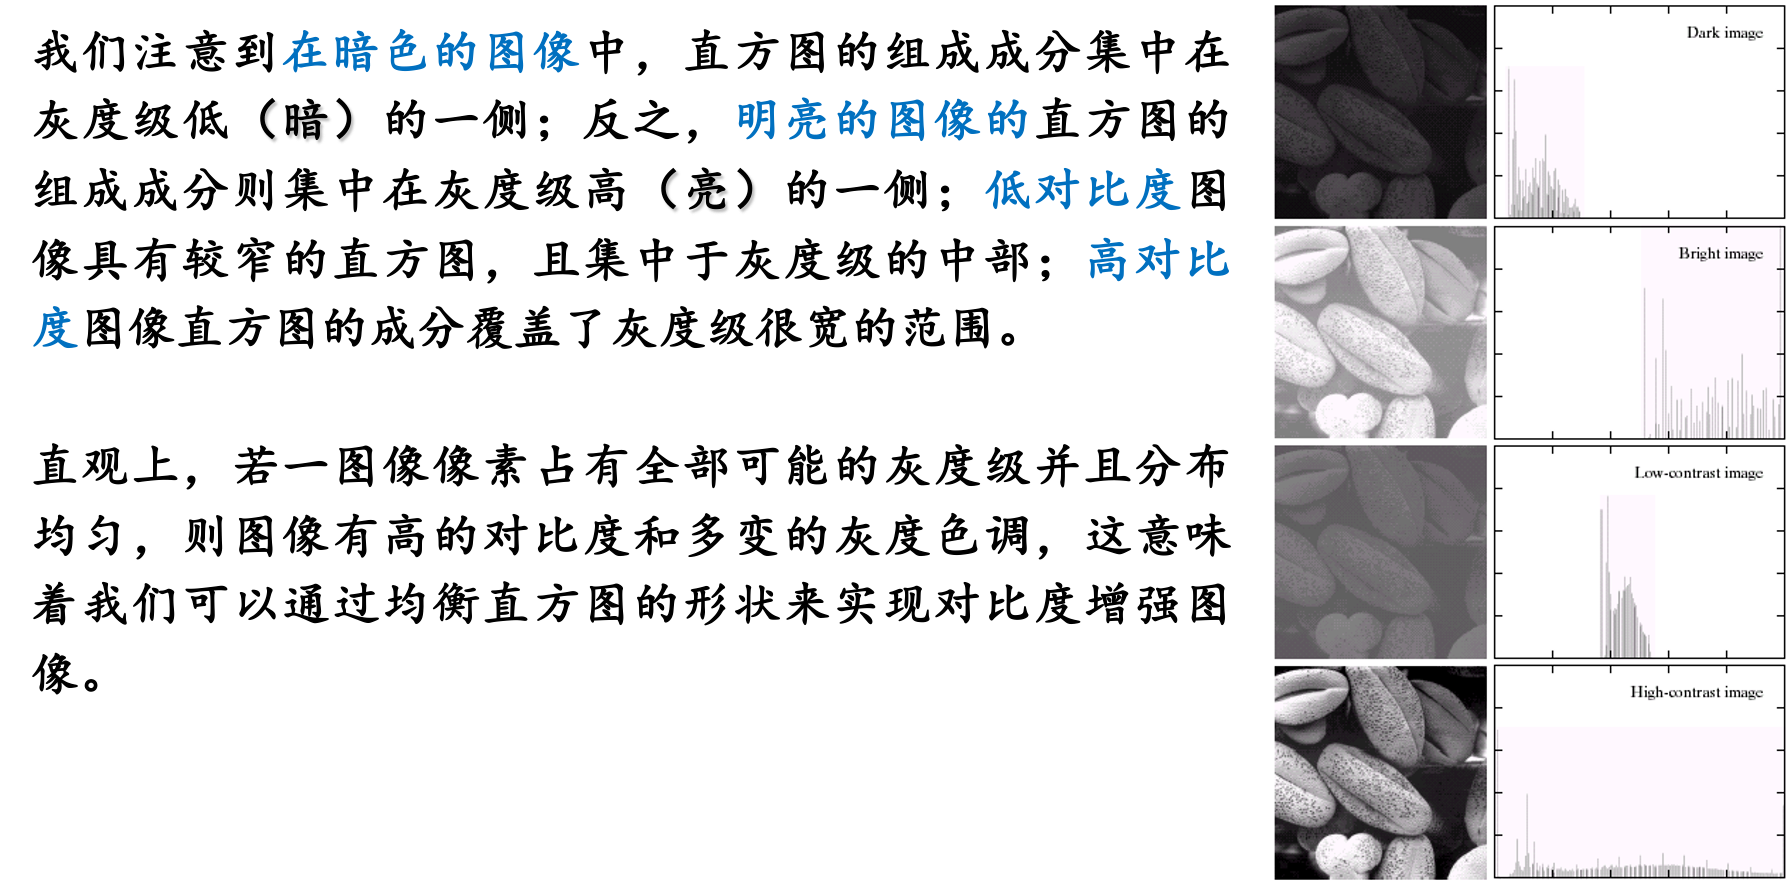 我们注意到在暗色的图像中，直方图的组成成分集中在
灰度级低（暗）的一侧；反之，明亮的图像的直方图的
组成成分则集中在灰度级高（亮）的一侧；低对比度图
像具有较窄的直方图，且集中于灰度级的中部；高对比
度图像直方图的成分覆盖了灰度级很宽的范围。
直观上，若一图像像素占有全部可能的灰度级并且分布
均匀，则图像有高的对比度和多变的灰度色调，这意味
着我们可以通过均衡直方图的形状来实现对比度增强图
像。
Dark image
Bright image
Low-contrast image
High-contrast image